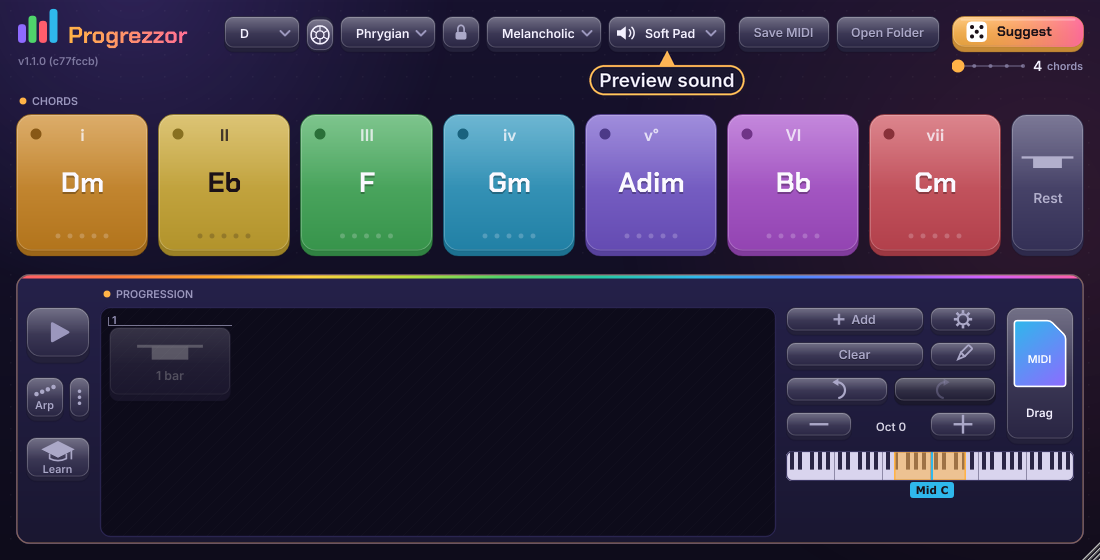 Progrezzor
v1.1.0 (c77fccb)
D
Phrygian
Melancholic
Soft Pad
Save MIDI
Open Folder
Suggest
4 chords
Preview sound
CHORDS
i
Dm
II
Eb
III
F
iv
Gm
v°
Adim
VI
Bb
vii
Cm
Rest
PROGRESSION
1
1 bar
Arp
Learn
+ Add
Clear
Oct 0
Mid C
MIDI
Drag